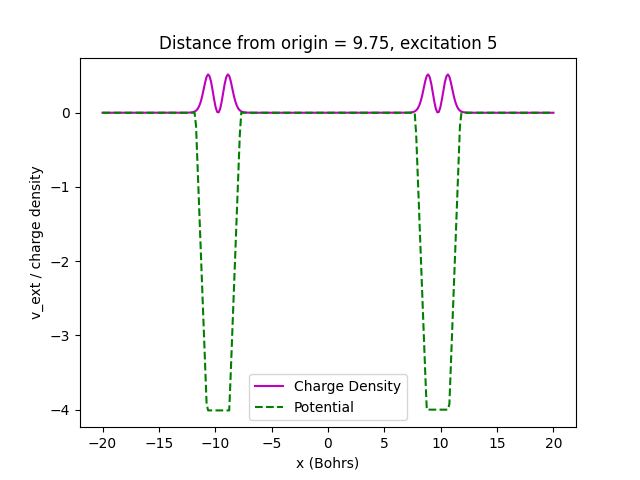 Distance from origin = 9.75, excitation 5
v_ext / charge density
0
−1
−2
−3
−4
Charge Density
Potential
−20 −15 −10 −5 0 5 10 15 20
x (Bohrs)